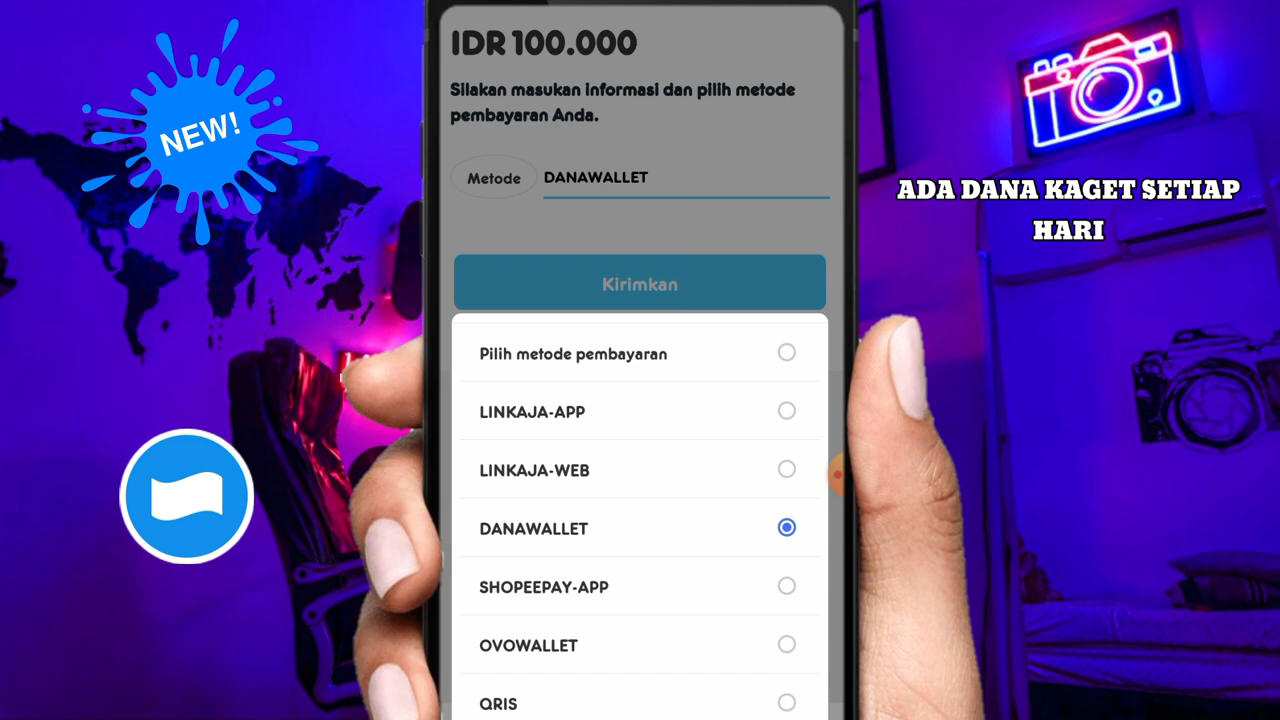 NEW!
IDR 100.000
Silakan masukan informasi dan pilih metode
pembayaran Anda.
Metode DANAWALLET
Kirimkan
Pilih metode pembayaran
LINKAJA-APP
LINKAJA-WEB
DANAWALLET
SHOPEEPAY-APP
OVOWALLET
QRIS
ADA DANA KAGET SETIAP
HARI